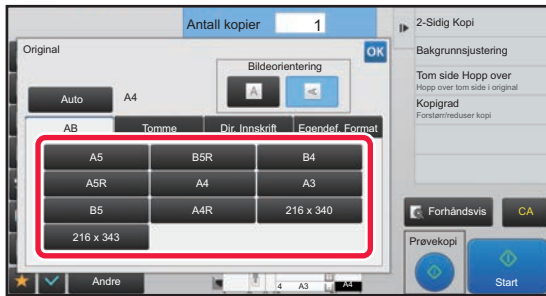 Antall kopier 1
Original
OK
Bildeorientering
A A
Auto A4
AB Tomme Dir. Innskrift Egendef. Format
A5 B5R B4
A5R A4 A3
B5 A4R 216 x 340
216 x 343
Andre
4 A3 A4
2-Sidig Kopi
Bakgrunnsjustering
Tom side Hopp over
Hopp over tom side i original
Kopigrad
Forstørr/reduser kopi
Forhåndsvis CA
Prøvekopi
Start